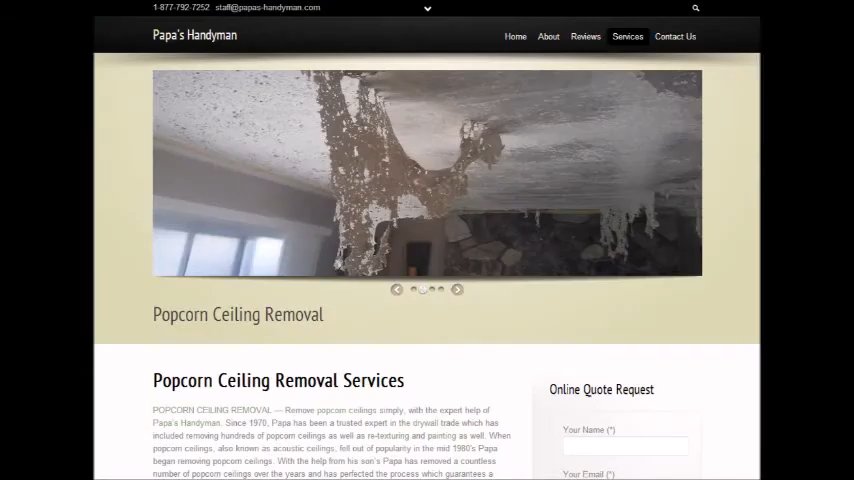 1-877-792-7252 staff@papas-handyman.com
Papa's Handyman
Home About Reviews Services Contact Us
Popcorn Ceiling Removal
Popcorn Ceiling Removal Services
POPCORN CEILING REMOVAL — Remove popcorn ceilings simply, with the expert help of
Papa's Handyman. Since 1970, Papa has been a trusted expert in the drywall trade which has
included removing hundreds of popcorn ceilings as well as re-texturing and painting as well. When
popcorn ceilings, also known as acoustic ceilings, fell out of popularity in the mid 1980's Papa
began removing popcorn ceilings. With the help from his son's Papa has removed a countless
number of popcorn ceilings over the years and has perfected the process which guarantees a
Online Quote Request
Your Name (*)
Your Email (*)